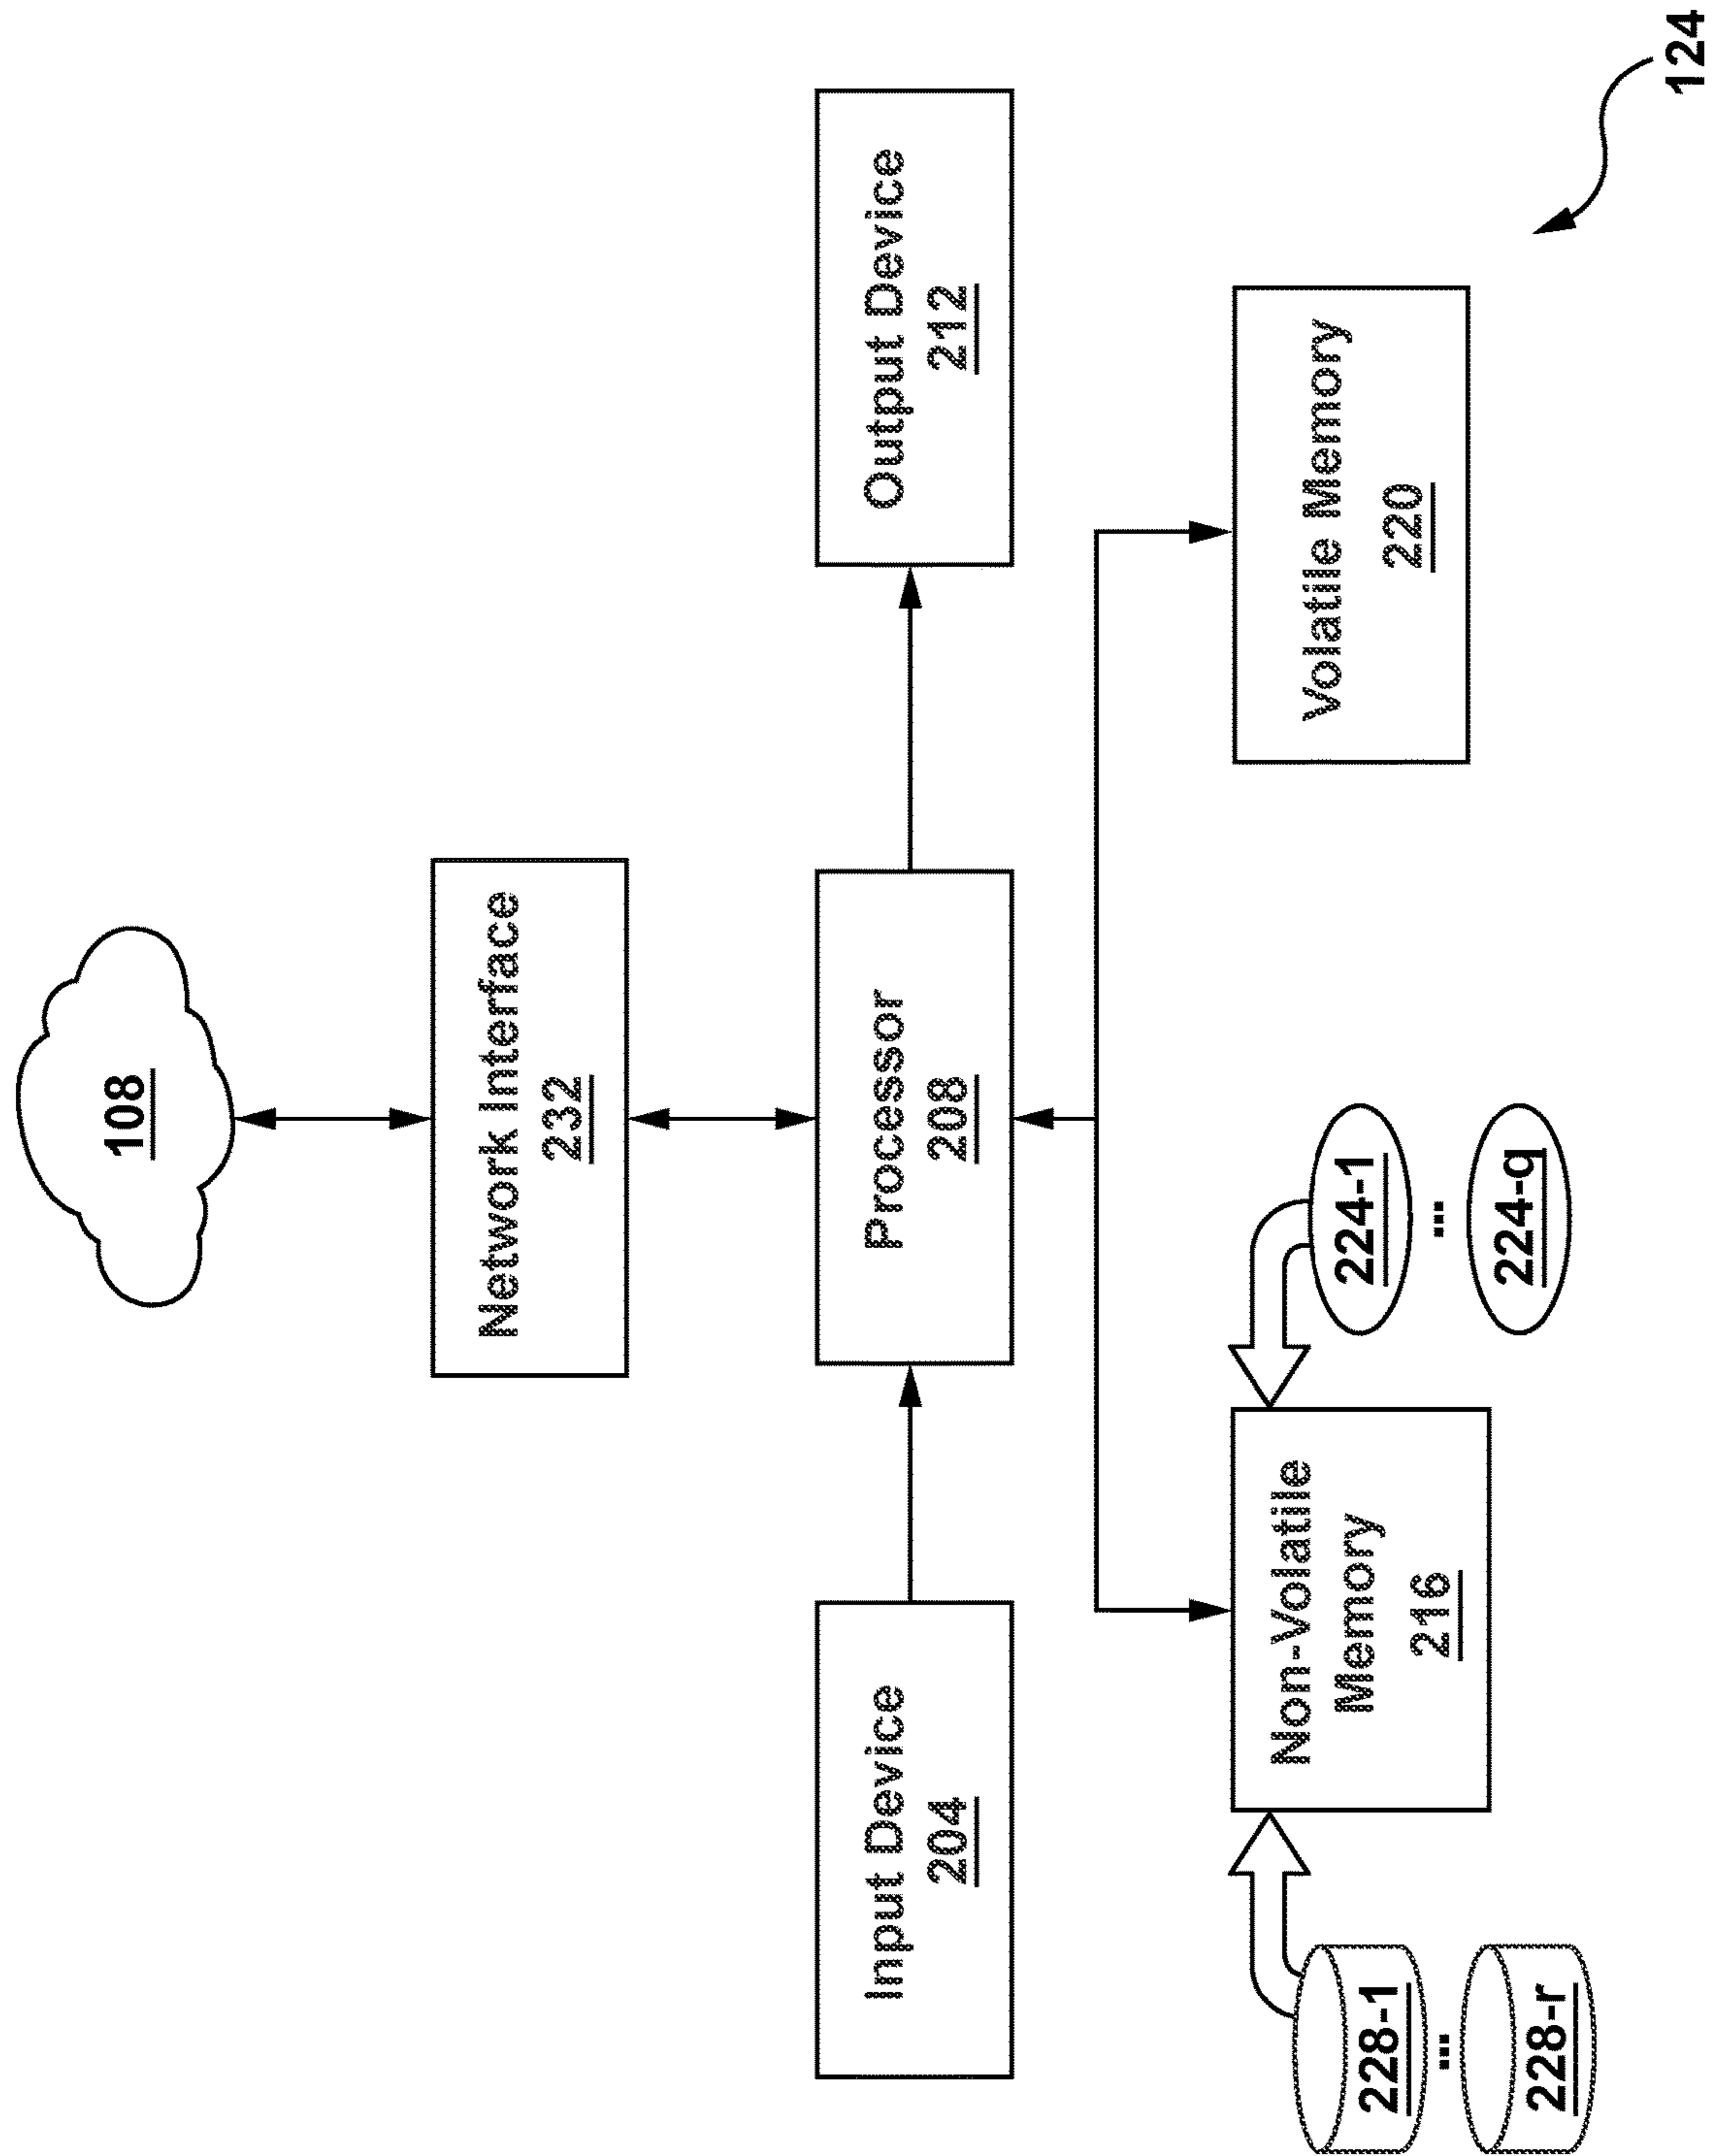 108
Network Interface
232
Input Device
204
Processor
208
Output Device
212
Non-Volatile
Memory
216
Volatile Memory
220
228-1
...
228-r
224-1
...
224-q
124